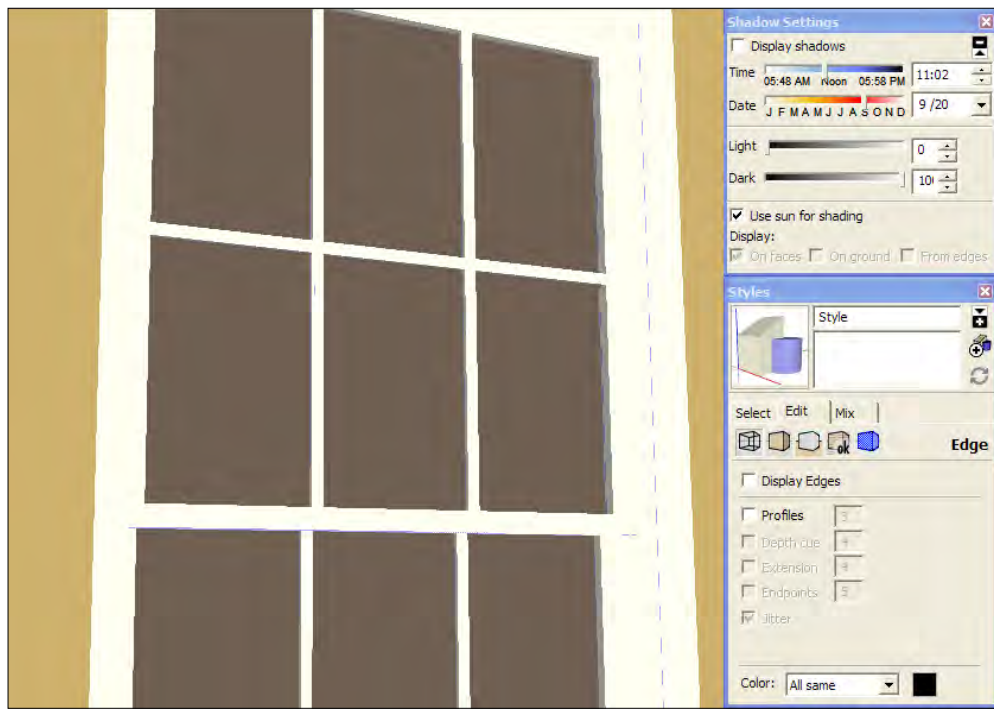 Shadow Settings
Display shadows
Time 05:48 AM Noon 05:58 PM 11:02
Date J F M A M J J A S O N D 9 /20
Light 0
Dark
Use sun for shading
Display:
On faces On ground From edges
Styles
Style
Select Edit Mix
ok Edge
Display Edges
Profiles 3
Depth cue 4
Extension
Endpoints
Jitter
Color: All same